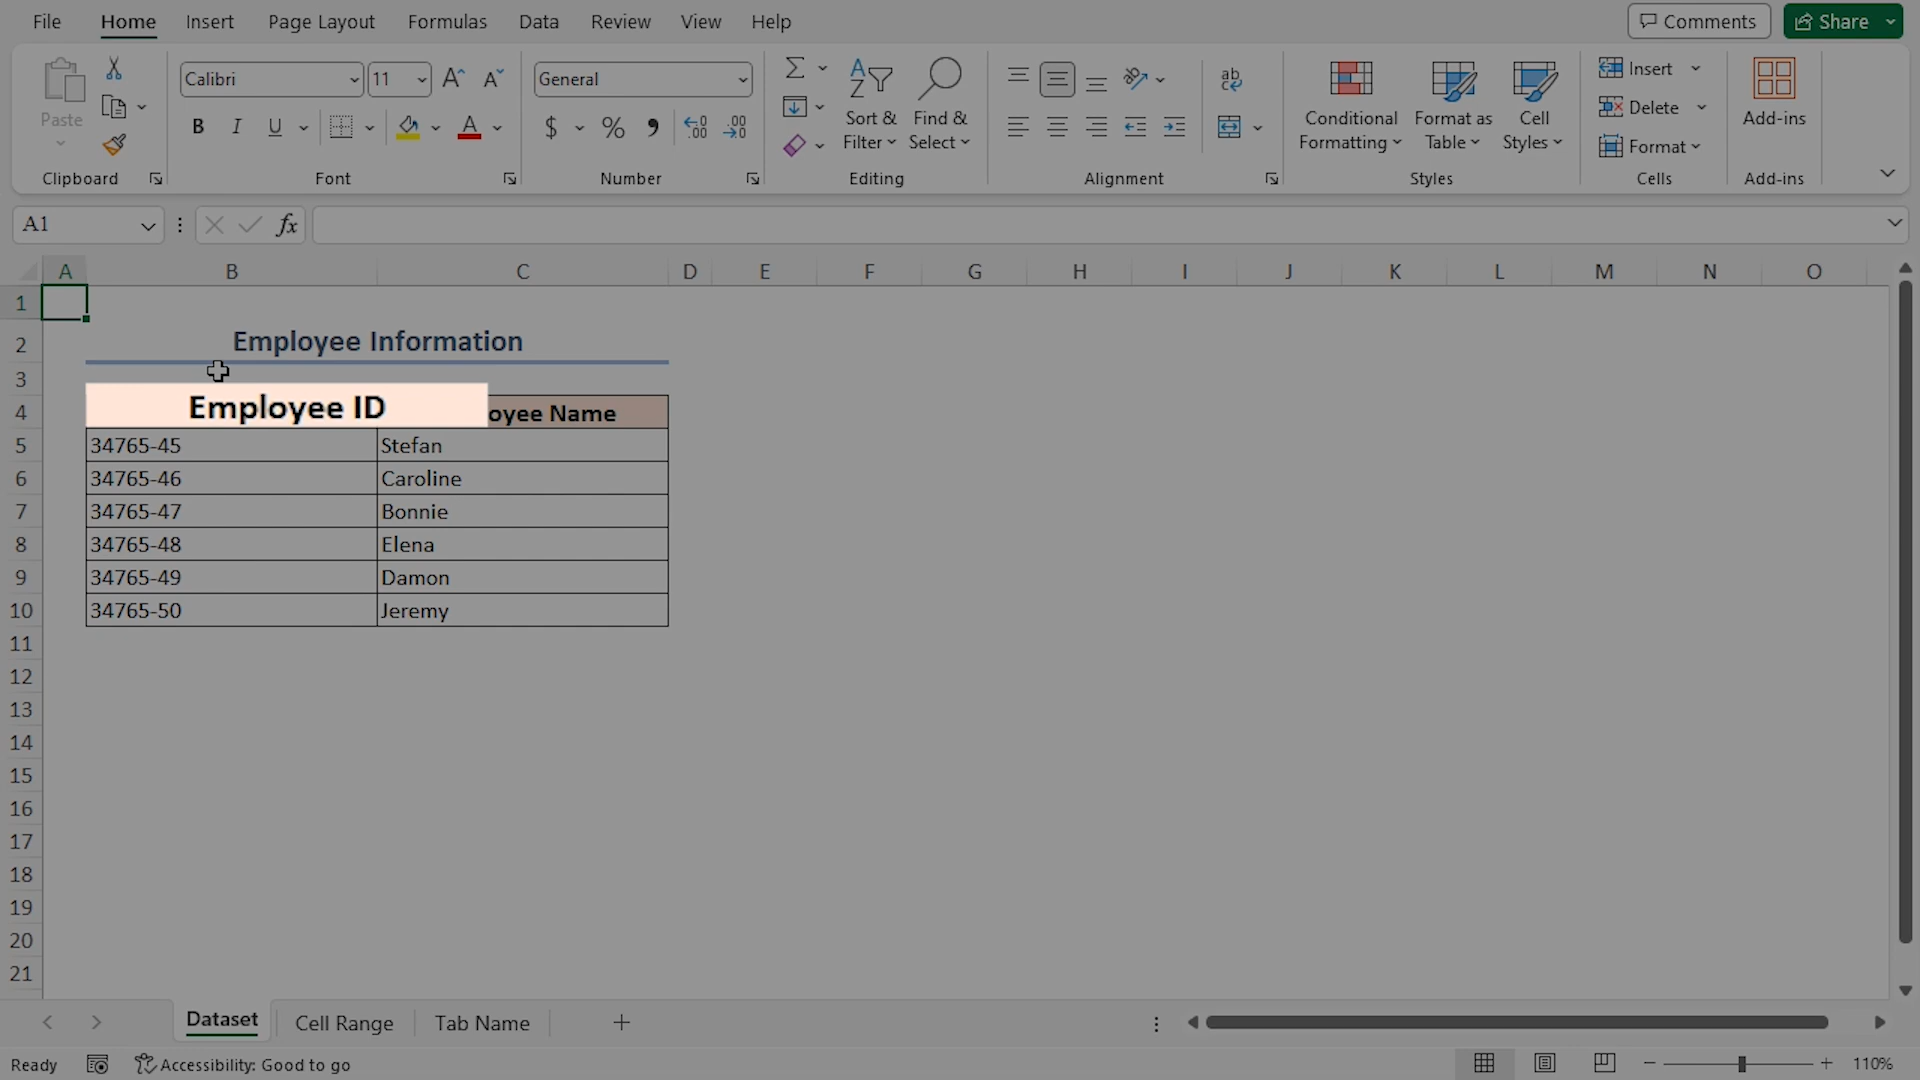 File Home Insert Page Layout Formulas Data Review View Help Comments Share
Calibri 11 General
Paste B I U $ % Sort & Filter Find & Select ab Conditional Formatting Format as Table Cell Styles Insert Delete Format Add-ins
Clipboard Font Number Editing Alignment Styles Cells Add-ins
A1 fx
A B C D E F G H I J K L M N O
1
2 Employee Information
3
4 Employee ID oyee Name
5 34765-45 Stefan
6 34765-46 Caroline
7 34765-47 Bonnie
8 34765-48 Elena
9 34765-49 Damon
10 34765-50 Jeremy
11
12
13
14
15
16
17
18
19
20
21
Dataset Cell Range Tab Name
Ready Accessibility: Good to go 110%